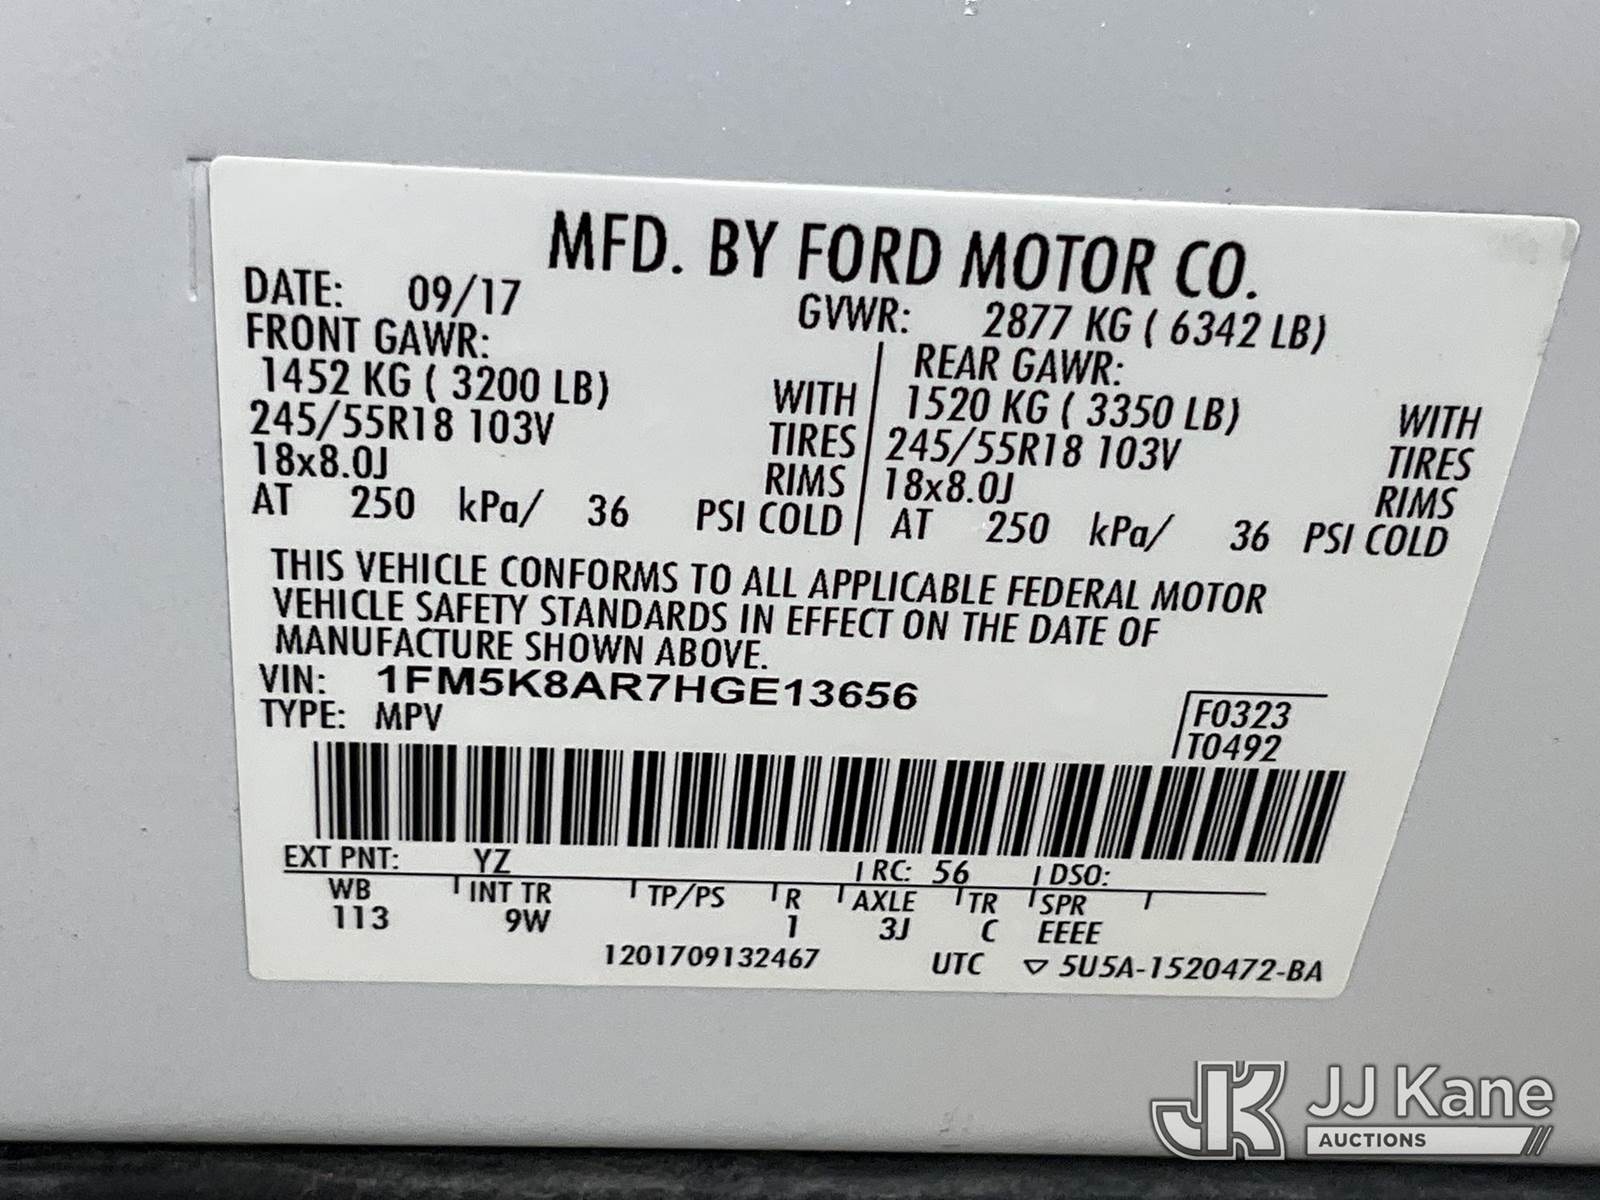 MFD. BY FORD MOTOR CO.
DATE: 09/17 GVWR: 2877 KG ( 6342 LB)
FRONT GAWR: REAR GAWR:
1452 KG ( 3200 LB) WITH 1520 KG ( 3350 LB) WITH
245/55R18 103V TIRES 245/55R18 103V TIRES
18x8.0J RIMS 18x8.0J RIMS
AT 250 kPa/ 36 PSI COLD AT 250 kPa/ 36 PSI COLD
THIS VEHICLE CONFORMS TO ALL APPLICABLE FEDERAL MOTOR
VEHICLE SAFETY STANDARDS IN EFFECT ON THE DATE OF
MANUFACTURE SHOWN ABOVE.
VIN: 1FM5K8AR7HGE13656
TYPE: MPV
F0323
T0492
EXT PNT: YZ RC: 56 DSO:
WB INT TR TP/PS R AXLE TR SPR
113 9W 1 3J C EEEE
1201709132467 UTC ▽ 5U5A-1520472-BA
JK JJ Kane
AUCTIONS